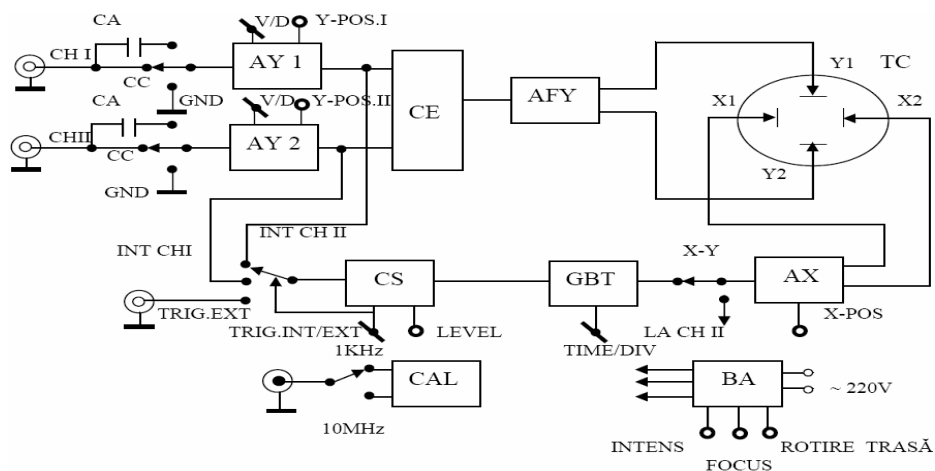 CA
V/D
Y-POS.I
CH I
AY 1
CC
GND
CA
V/D
Y-POS.II
CHII
AY 2
CC
GND
CE
AFY
Y1
TC
X1
X2
Y2
INT CH II
INT CHI
X-Y
CS
GBT
AX
TRIG.EXT
TRIG.INT/EXT
LEVEL
LA CH II
X-POS
1KHz
TIME/DIV
CAL
BA
~ 220V
10MHz
INTENS
ROTIRE TRASĂ
FOCUS